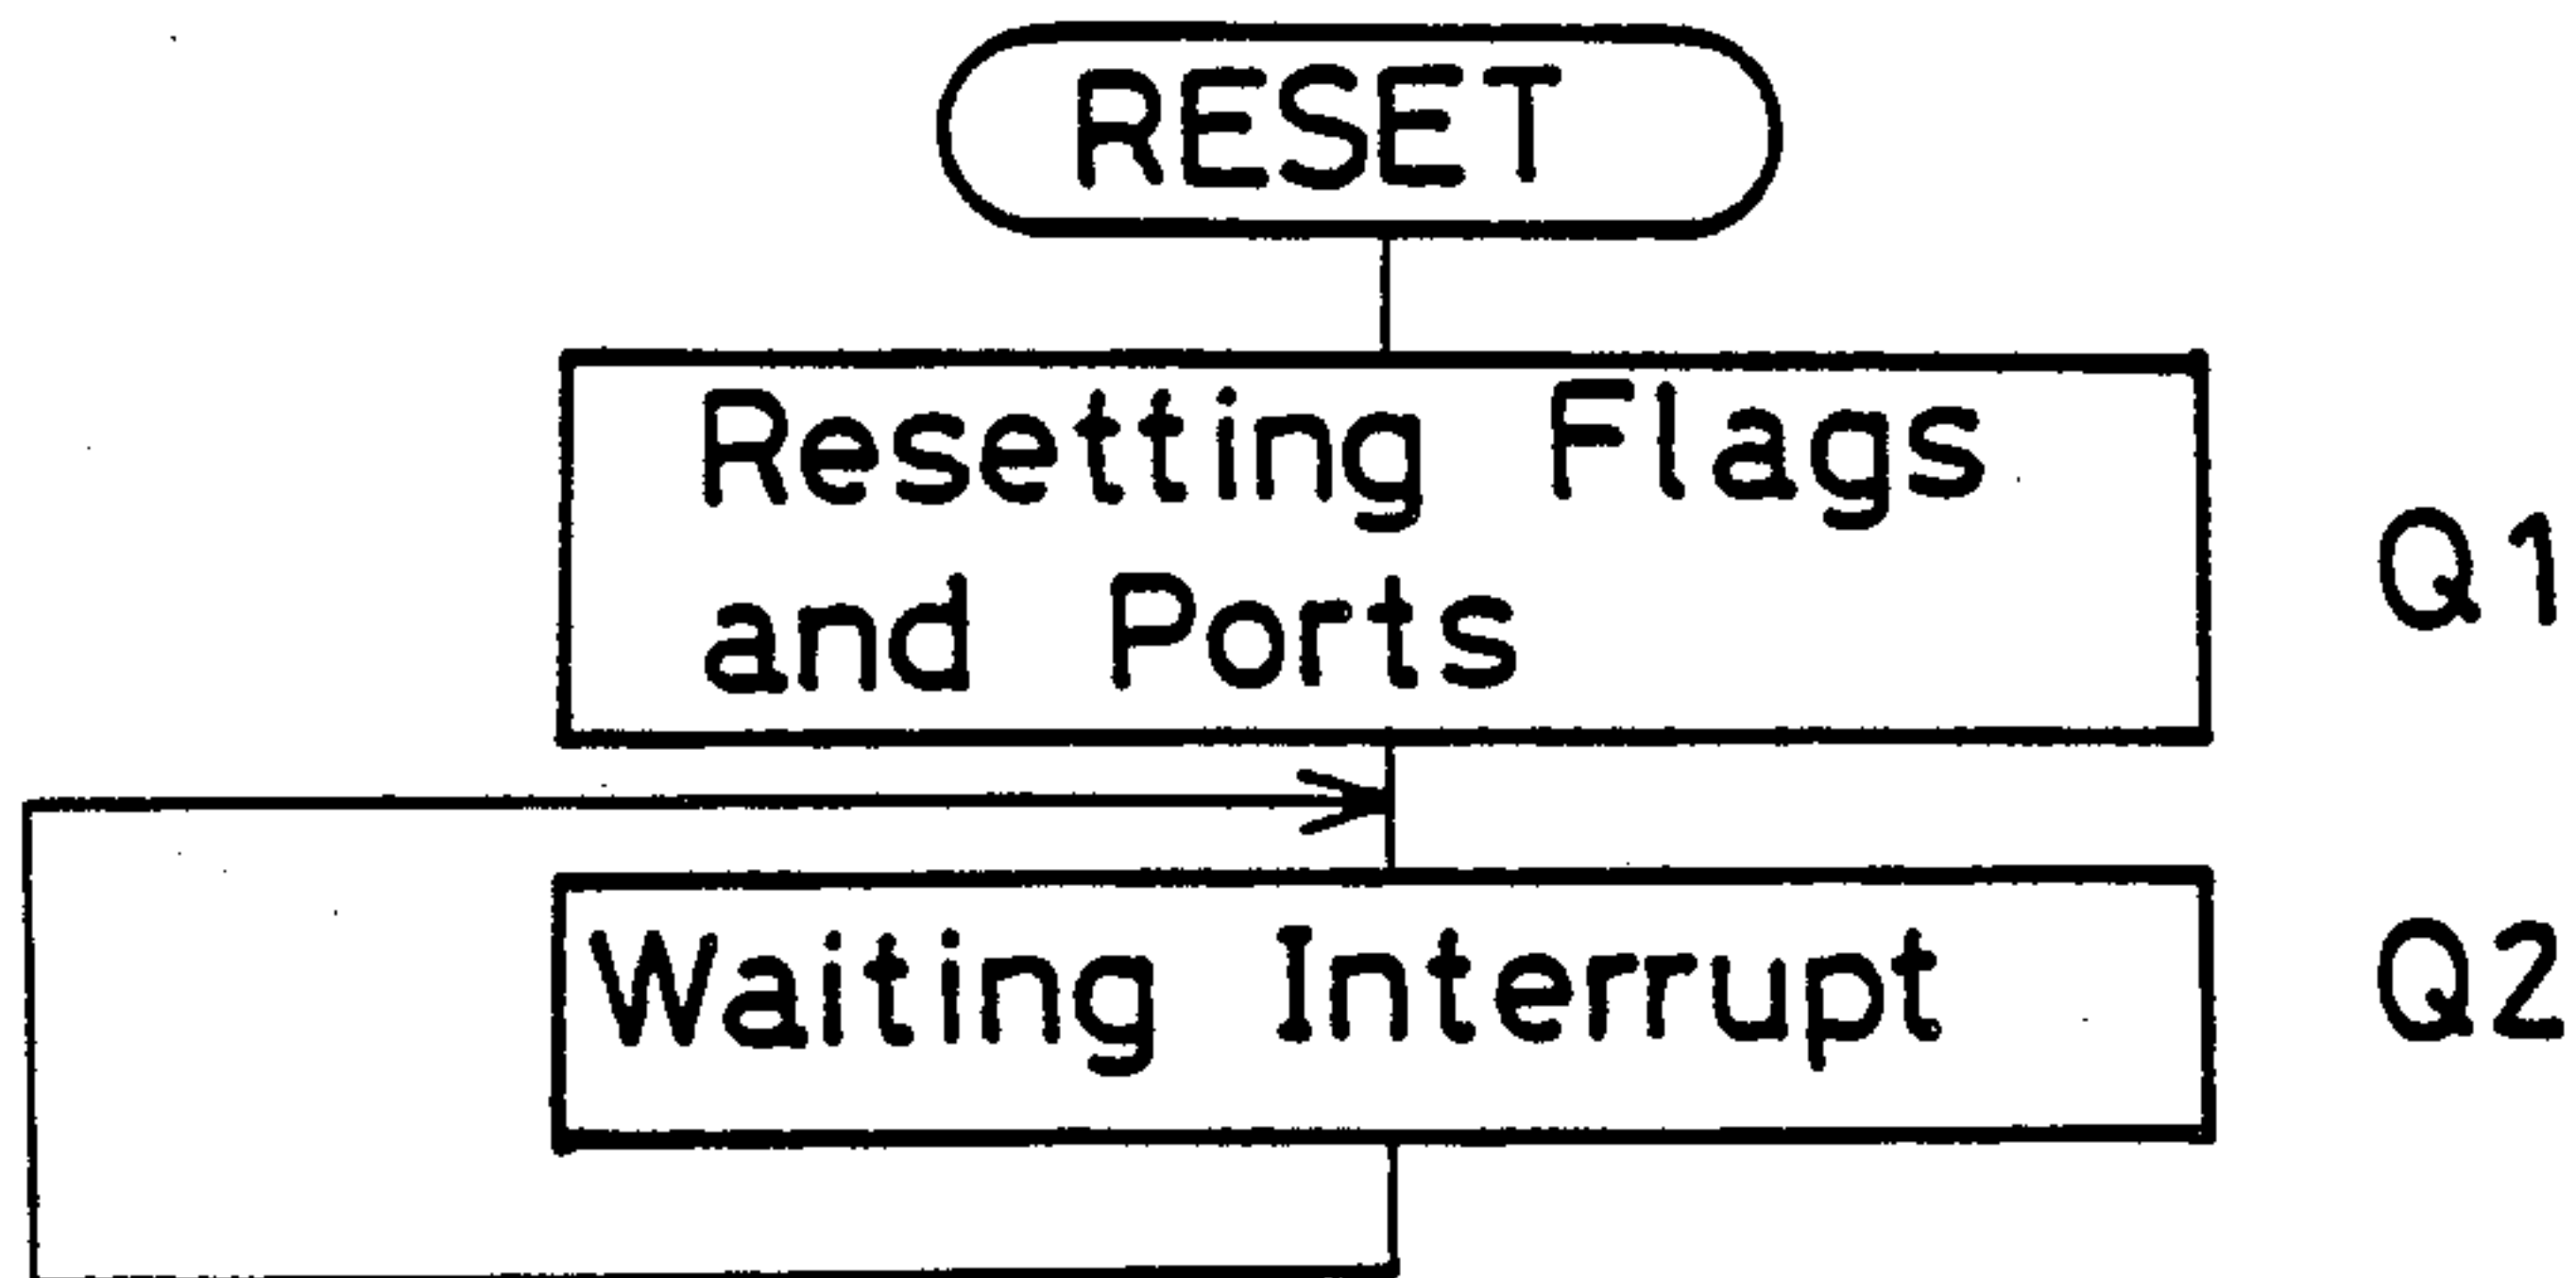 RESET
Resetting Flags
and Ports
Q1
Waiting Interrupt
Q2